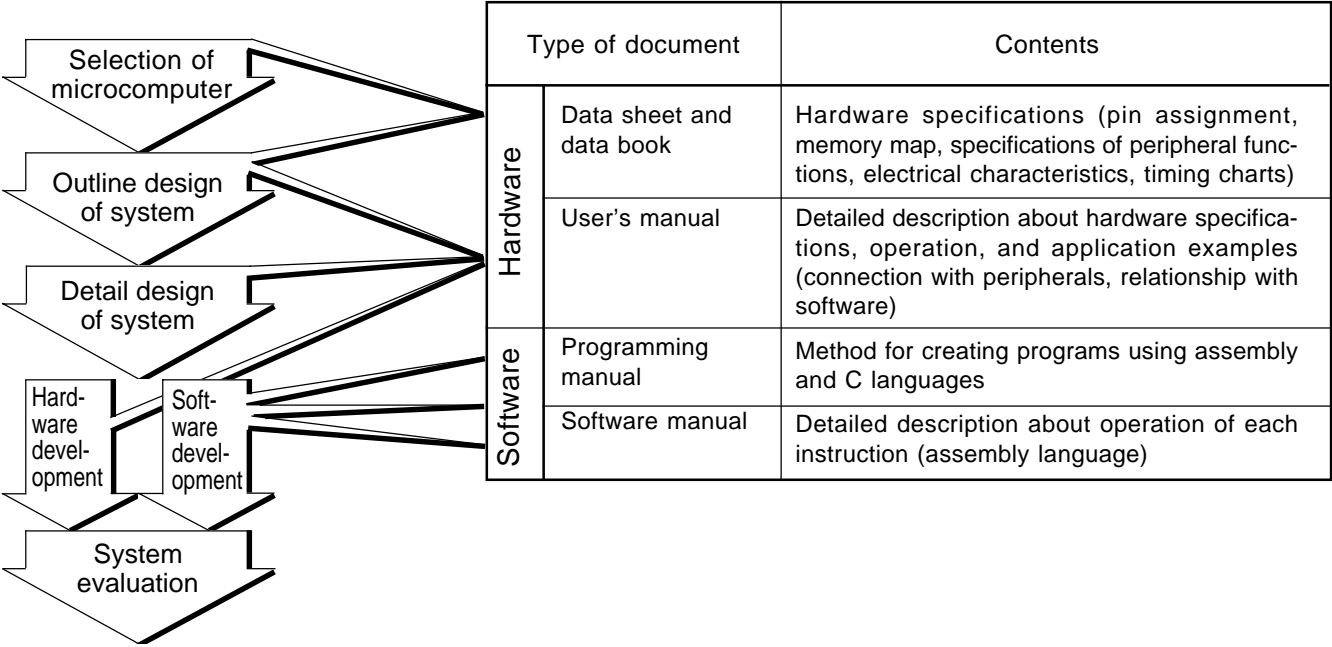 Selection of
microcomputer
Outline design
of system
Detail design
of system
Hard-
ware
devel-
opment
Soft-
ware
devel-
opment
System
evaluation
Type of document
Contents
Hardware
Data sheet and
data book
Hardware specifications (pin assignment,
memory map, specifications of peripheral func-
tions, electrical characteristics, timing charts)
User's manual
Detailed description about hardware specifica-
tions, operation, and application examples
(connection with peripherals, relationship with
software)
Software
Programming
manual
Method for creating programs using assembly
and C languages
Software manual
Detailed description about operation of each
instruction (assembly language)